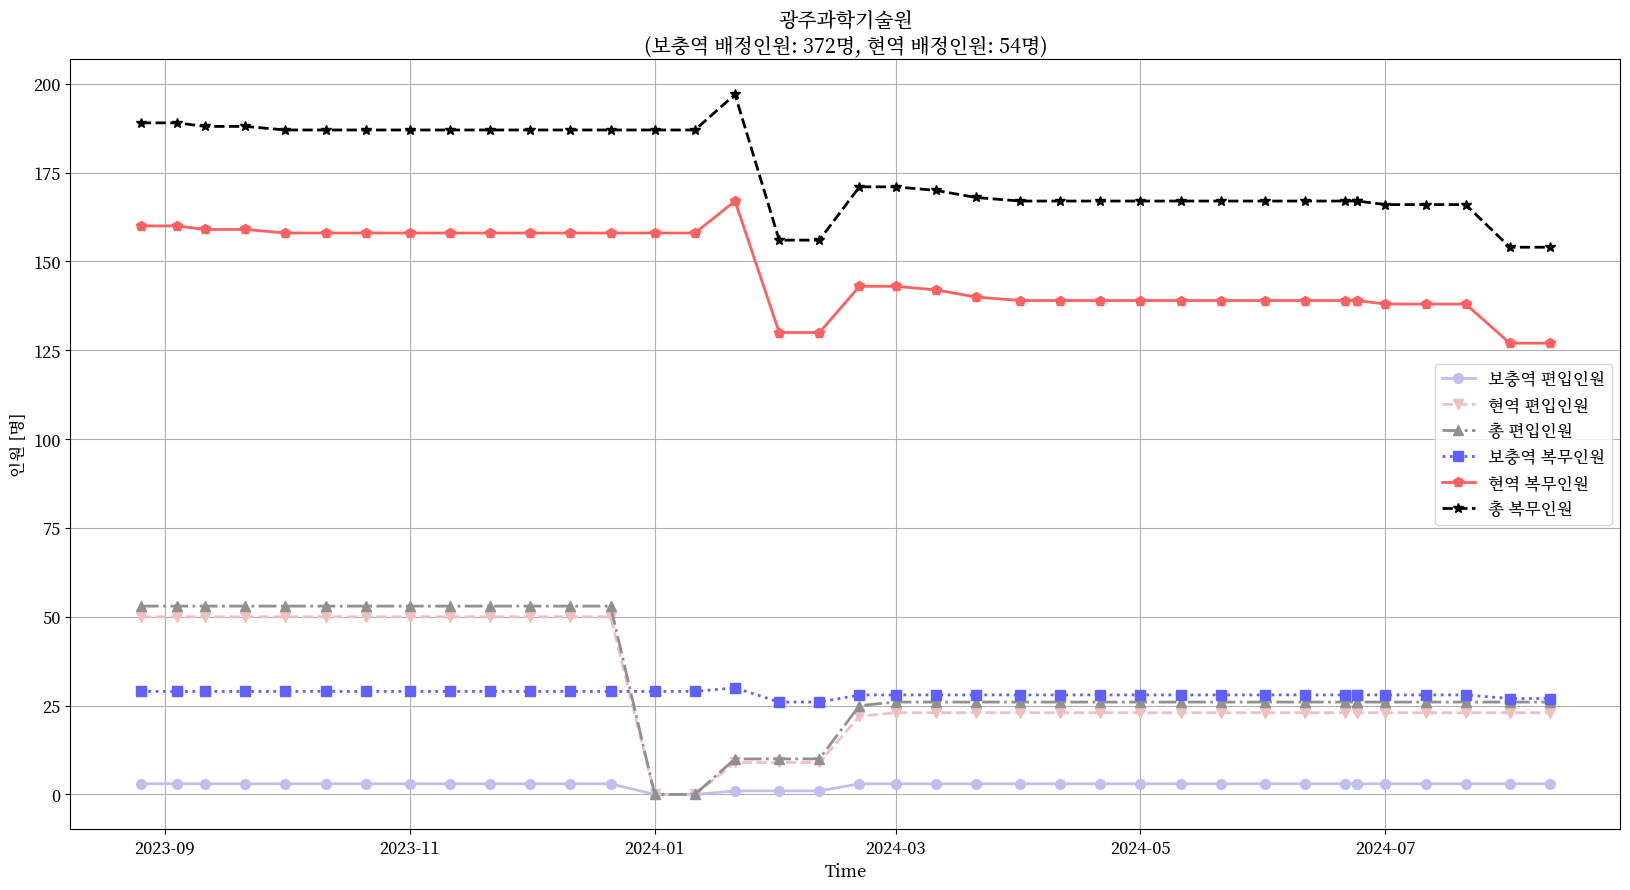 광주과학기술원
(보충역 배정인원: 372명, 현역 배정인원: 54명)
200
175
150
125
100
75
50
25
0
인원 [명]
보충역 편입인원
현역 편입인원
총 편입인원
보충역 복무인원
현역 복무인원
총 복무인원
2023-09
2023-11
2024-01
2024-03
2024-05
2024-07
Time